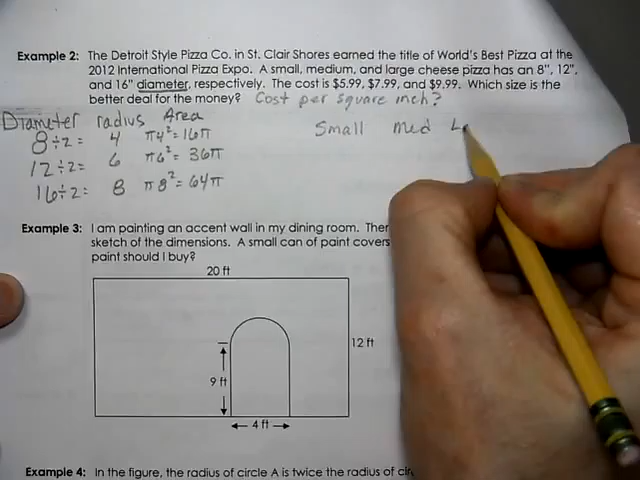 Example 2: The Detroit Style Pizza Co. in St. Clair Shores earned the title of World's Best Pizza at the
2012 International Pizza Expo. A small, medium, and large cheese pizza has an 8", 12",
and 16" diameter, respectively. The cost is $5.99, $7.99, and $9.99. Which size is the
better deal for the money? Cost per square inch?
Diameter radius Area
8÷2= 4 π4²=16π
12÷2= 6 π6²=36π
16÷2= 8 π8²=64π
Small med L
Example 3: I am painting an accent wall in my dining room.
sketch of the dimensions. A small can of paint covers
paint should I buy?
20 ft
12 ft
9 ft
4 ft
Example 4: In the figure, the radius of circle A is twice the radius of